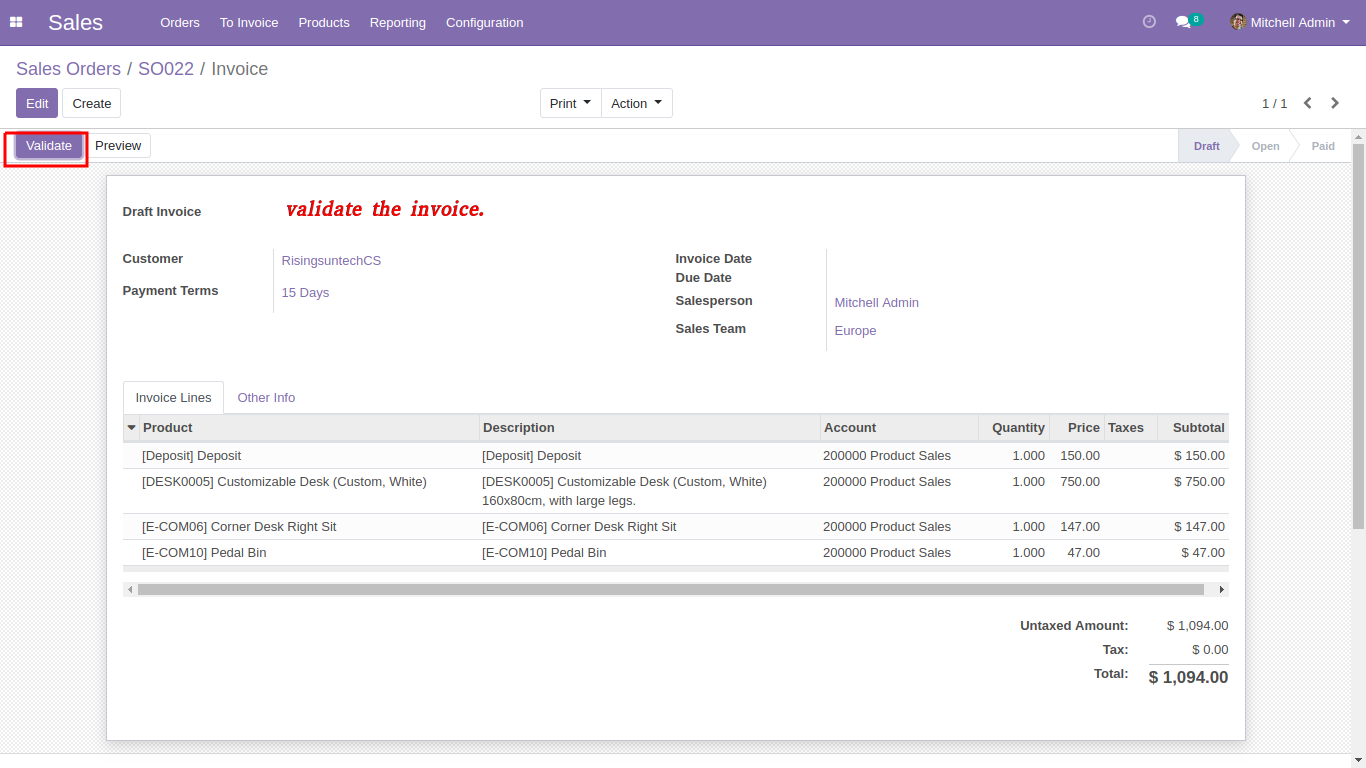 Sales Orders To Invoice Products Reporting Configuration 8 Mitchell Admin
Sales Orders / SO022 / Invoice
Edit Create Print Action 1 / 1
Validate Preview Draft Open Paid
Draft Invoice validate the invoice.
Customer RisingsuntechCS
Payment Terms 15 Days
Invoice Date
Due Date
Salesperson Mitchell Admin
Sales Team Europe
Invoice Lines Other Info
Product Description Account Quantity Price Taxes Subtotal
[Deposit] Deposit [Deposit] Deposit 200000 Product Sales 1.000 150.00 $ 150.00
[DESK0005] Customizable Desk (Custom, White) [DESK0005] Customizable Desk (Custom, White) 200000 Product Sales 1.000 750.00 $ 750.00
160x80cm, with large legs.
[E-COM06] Corner Desk Right Sit [E-COM06] Corner Desk Right Sit 200000 Product Sales 1.000 147.00 $ 147.00
[E-COM10] Pedal Bin [E-COM10] Pedal Bin 200000 Product Sales 1.000 47.00 $ 47.00
Untaxed Amount: $ 1,094.00
Tax: $ 0.00
Total: $ 1,094.00